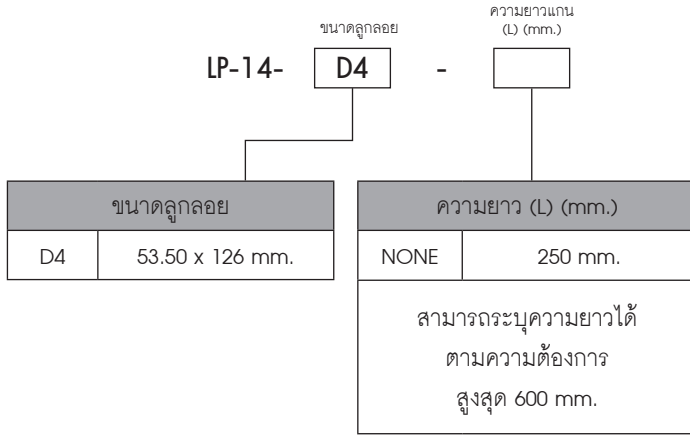 ขนาดลูกลอย
ความยาวแกน
(L) (mm.)
LP-14- D4 -
ขนาดลูกลอย
D4 53.50 x 126 mm.
ความยาว (L) (mm.)
NONE 250 mm.
สามารถระบุความยาวได้
ตามความต้องการ
สูงสุด 600 mm.